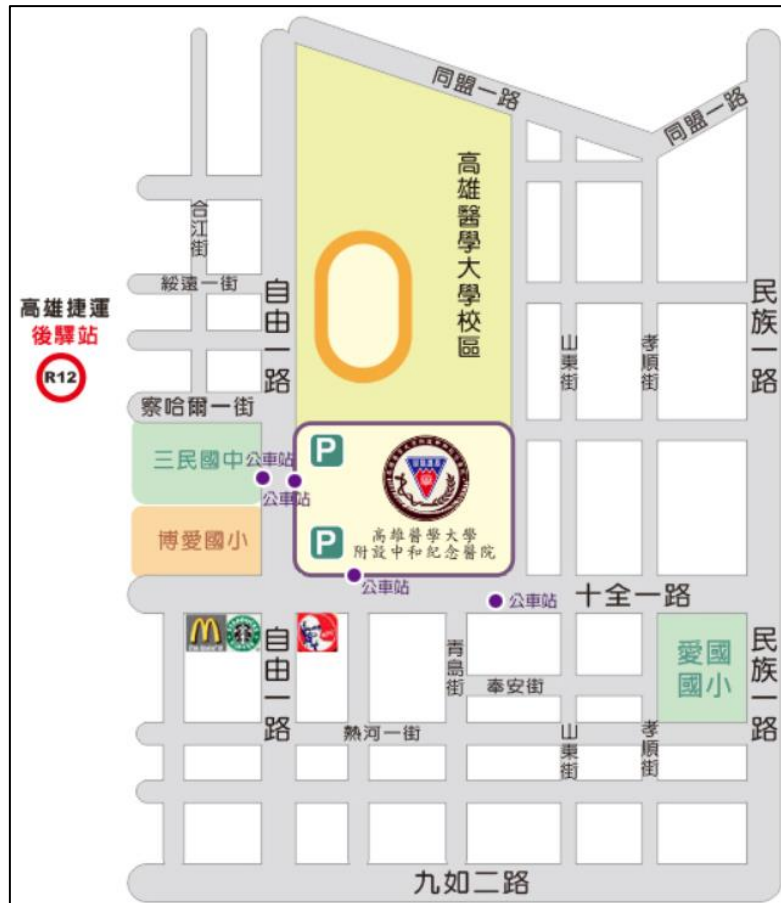 同盟一路
同盟一路
高雄醫學大學校區
合江街
綏遠一街
自由一路
民族一路
高雄捷運
後驛站
R12
山東街
孝順街
察哈爾一街
三民國中
公車站
公車站
P
P
博愛國小
高雄醫學大學
附設中和紀念醫院
公車站
公車站
十全一路
自由一路
青島街
奉安街
愛國
國小
民族一路
熱河一街
山東街
孝順街
九如二路